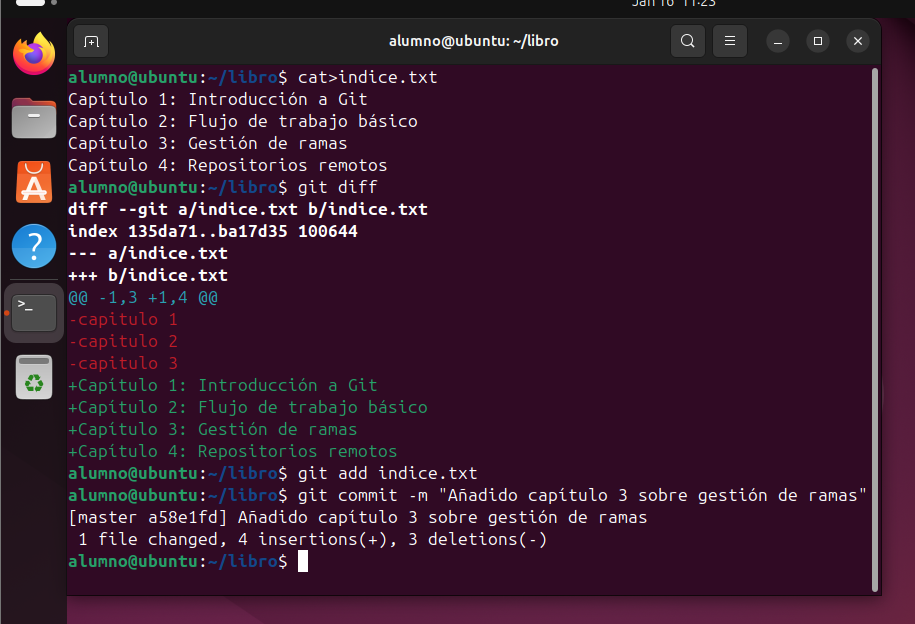 Jan 16 11:23
alumno@ubuntu: ~/libro
alumno@ubuntu:~/libro$ cat>indice.txt
Capítulo 1: Introducción a Git
Capítulo 2: Flujo de trabajo básico
Capítulo 3: Gestión de ramas
Capítulo 4: Repositorios remotos
alumno@ubuntu:~/libro$ git diff
diff --git a/indice.txt b/indice.txt
index 135da71..ba17d35 100644
--- a/indice.txt
+++ b/indice.txt
@@ -1,3 +1,4 @@
-capitulo 1
-capitulo 2
-capitulo 3
+Capítulo 1: Introducción a Git
+Capítulo 2: Flujo de trabajo básico
+Capítulo 3: Gestión de ramas
+Capítulo 4: Repositorios remotos
alumno@ubuntu:~/libro$ git add indice.txt
alumno@ubuntu:~/libro$ git commit -m "Añadido capítulo 3 sobre gestión de ramas"
[master a58e1fd] Añadido capítulo 3 sobre gestión de ramas
 1 file changed, 4 insertions(+), 3 deletions(-)
alumno@ubuntu:~/libro$